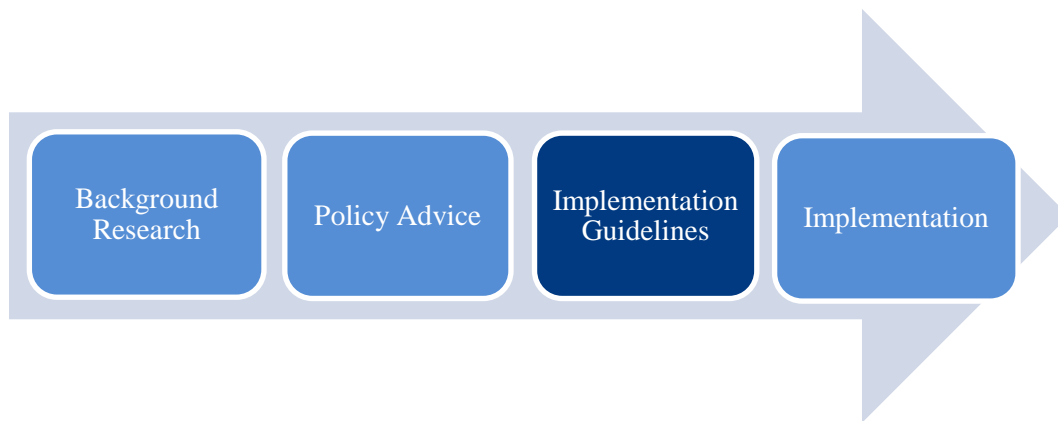 Background
Research
Policy Advice
Implementation
Guidelines
Implementation